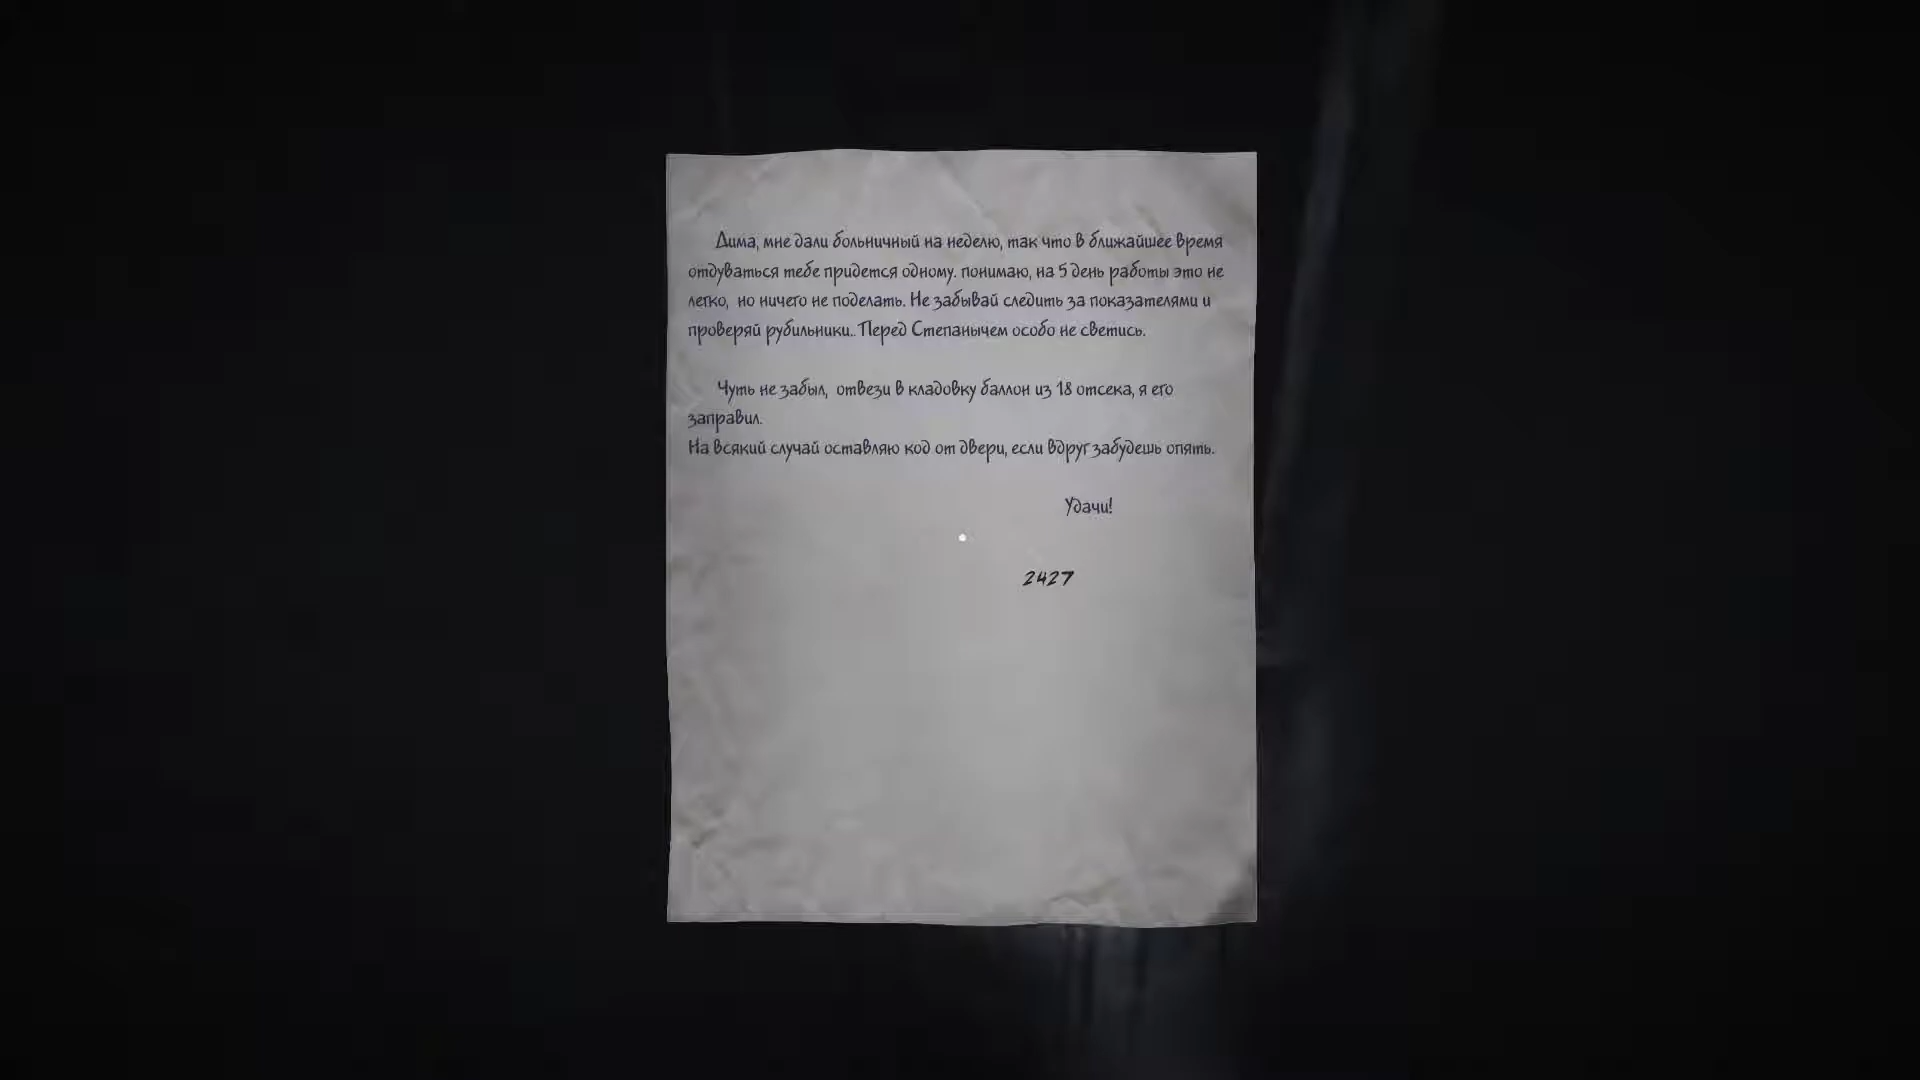 Дима, мне дали больничный на неделю, так что в ближайшее время
отдуваться тебе придется одному. понимаю, на 5 день работы это не
легко, но ничего не поделать. Не забывай следить за показателями и
проверяй рубильники.. Перед Степанычем особо не светись.
Чуть не забыл, отвези в кладовку баллон из 18 отсека, я его
заправил.
На всякий случай оставляю код от двери, если вдруг забудешь опять.
Удачи!
2427